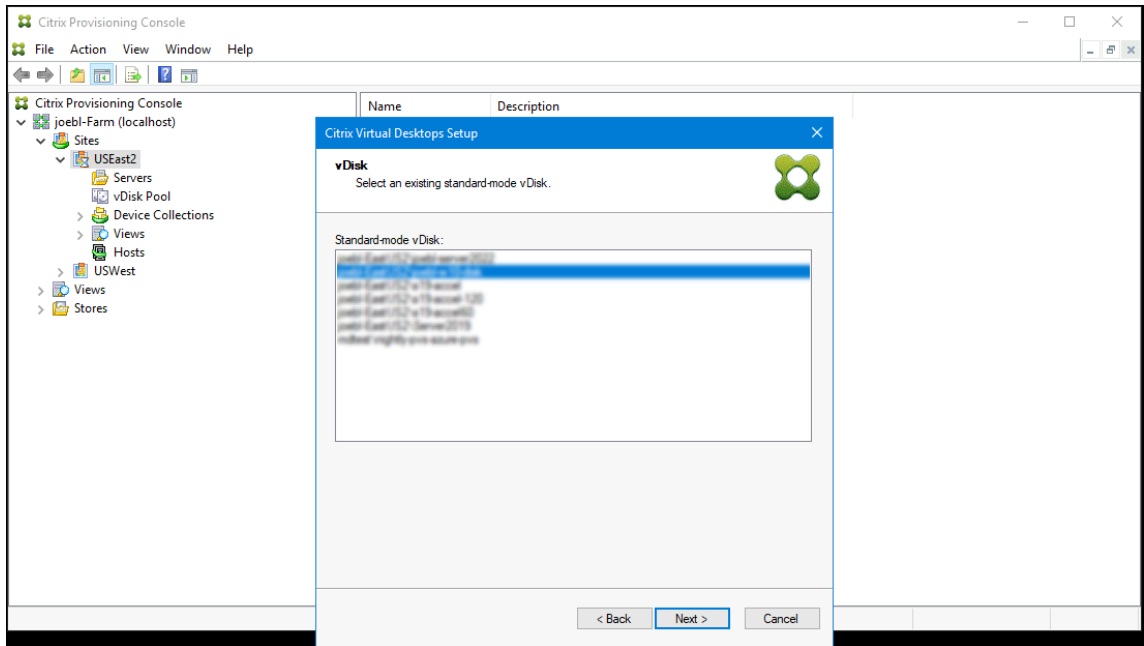 Citrix Provisioning Console
File Action View Window Help
Citrix Provisioning Console
joebl-Farm (localhost)
Sites
USEast2
Servers
vDisk Pool
Device Collections
Views
Hosts
USWest
Views
Stores
Name Description
Citrix Virtual Desktops Setup
vDisk
Select an existing standard-mode vDisk.
Standard-mode vDisk:
< Back Next > Cancel